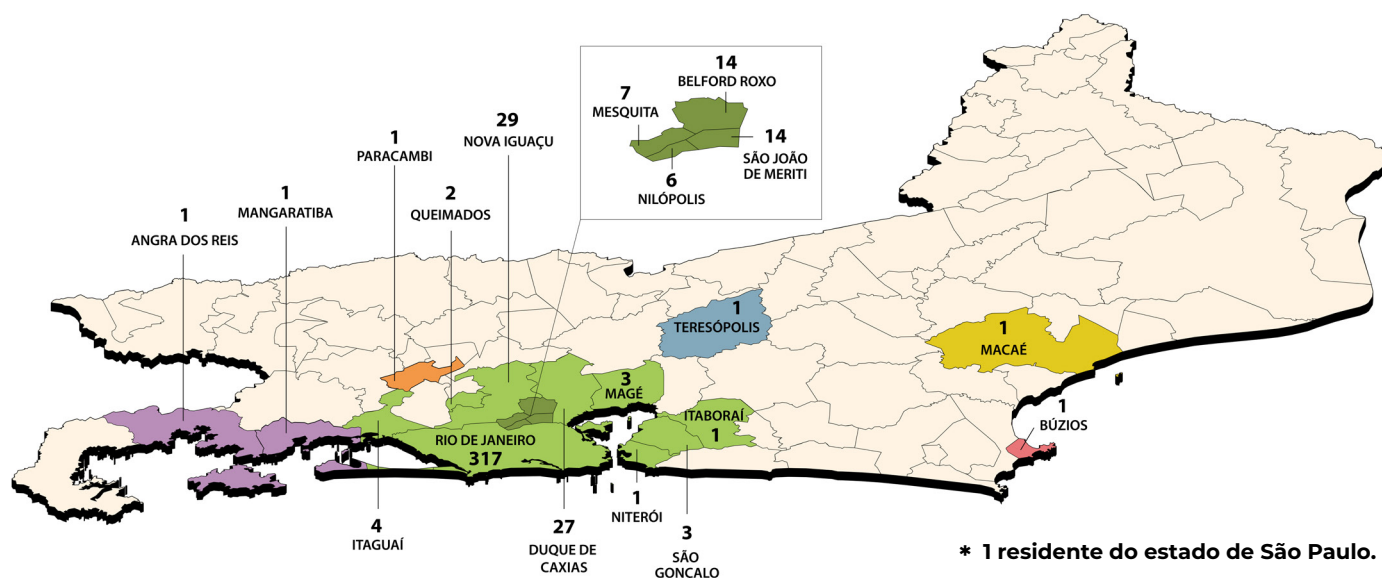 14
BELFORD ROXO
7
MESQUITA
14
SÃO JOÃO
DE MERITI
6
NILÓPOLIS
29
NOVA IGUAÇU
1
PARACAMBI
2
QUEIMADOS
1
MANGARATIBA
1
ANGRA DOS REIS
1
TERESÓPOLIS
1
MACAÉ
3
MAGÉ
ITABORAÍ
1
1
BÚZIOS
RIO DE JANEIRO
317
4
ITAGUAÍ
27
DUQUE DE
CAXIAS
1
NITERÓI
3
SÃO
GONÇALO
* 1 residente do estado de São Paulo.